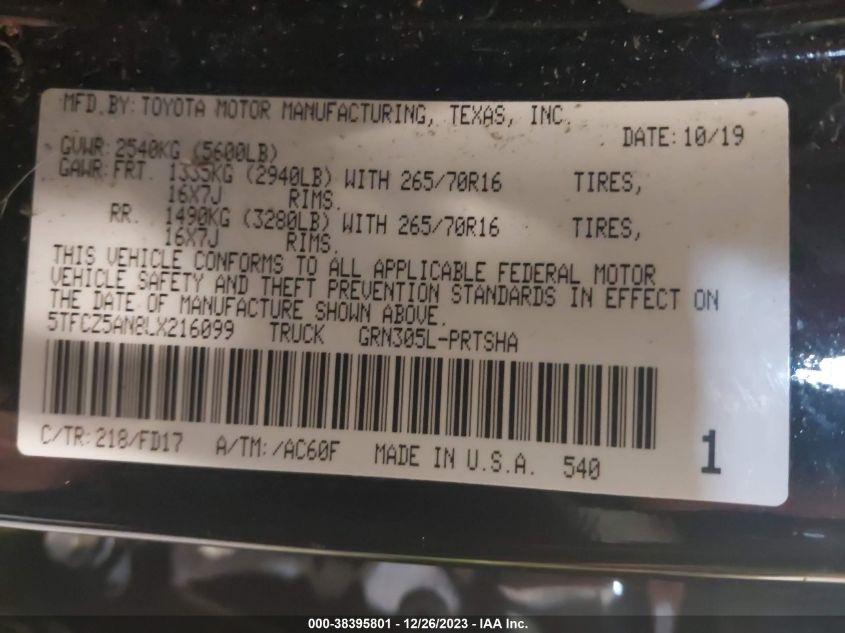 MFD.BY:TOYOTA MOTOR MANUFACTURING, TEXAS, INC.
DATE:10/19
GVWR:2540KG (5600LB)
GAWR:FRT. 1335KG (2940LB) WITH 265/70R16 TIRES,
16X7J RIMS.
RR. 1490KG (3280LB) WITH 265/70R16 TIRES,
16X7J RIMS.
THIS VEHICLE CONFORMS TO ALL APPLICABLE FEDERAL MOTOR
VEHICLE SAFETY AND THEFT PREVENTION STANDARDS IN EFFECT ON
THE DATE OF MANUFACTURE SHOWN ABOVE.
5TFCZ5AN8LX216099 TRUCK GRN305L-PRTSHA
C/TR:218/FD17 A/TM:/AC60F MADE IN U.S.A. 540
1
000-38395801 - 12/26/2023 - IAA Inc.